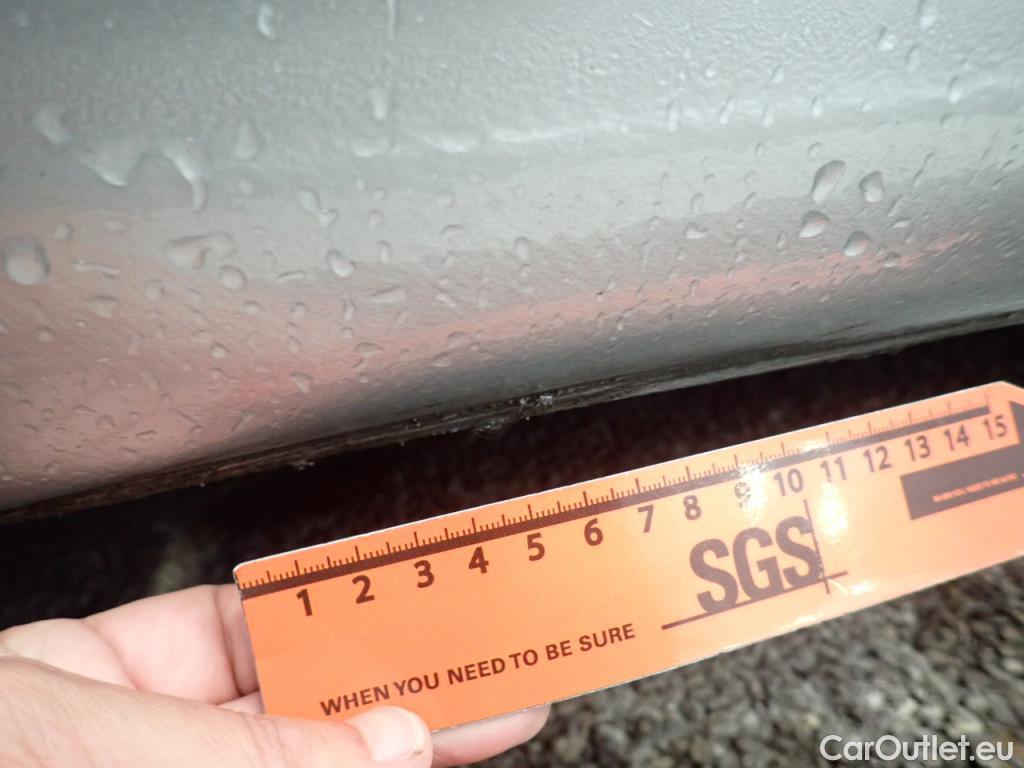 1 2 3 4 5 6 7 8 9 10 11 12 13 14 15
SGS
WHEN YOU NEED TO BE SURE
CarOutlet.eu